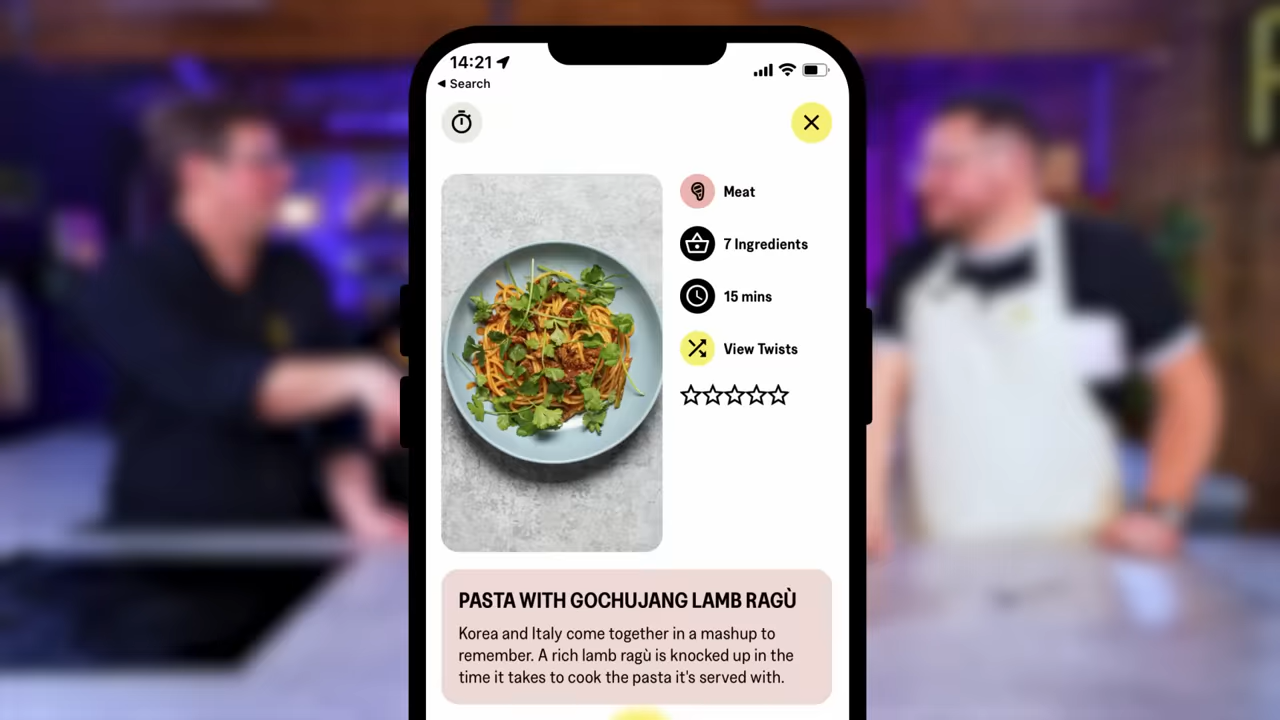 14:21
Search
Meat
7 Ingredients
15 mins
View Twists
PASTA WITH GOCHUJANG LAMB RAGÙ
Korea and Italy come together in a mashup to
remember. A rich lamb ragù is knocked up in the
time it takes to cook the pasta it's served with.